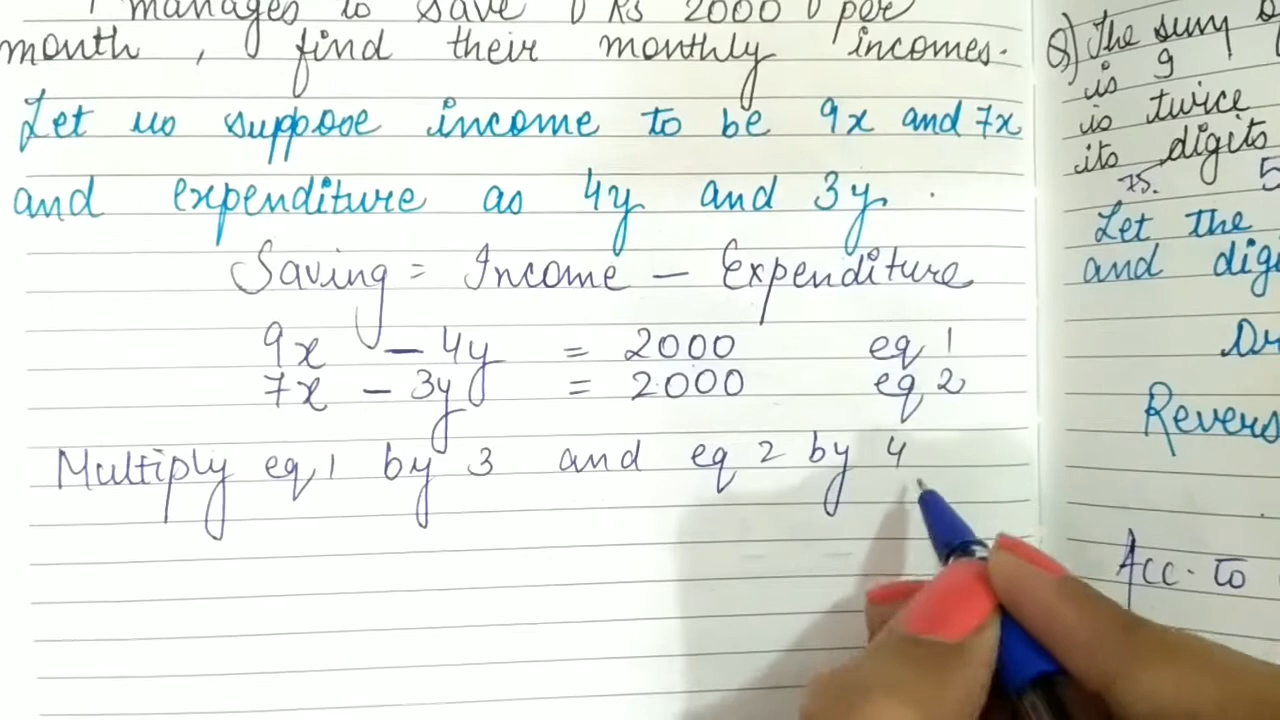 manages to save Rs 2000 per
month, find their monthly incomes.
Let us suppose income to be 9x and 7x
and expenditure as 4y and 3y.
Saving = Income — Expenditure
9x — 4y = 2000 eq 1
7x — 3y = 2000 eq 2
Multiply eq 1 by 3 and eq 2 by 4
Q) The sum
is 9
is twice
its digits
75.
5
Let the
and digi
Revers
Acc. to